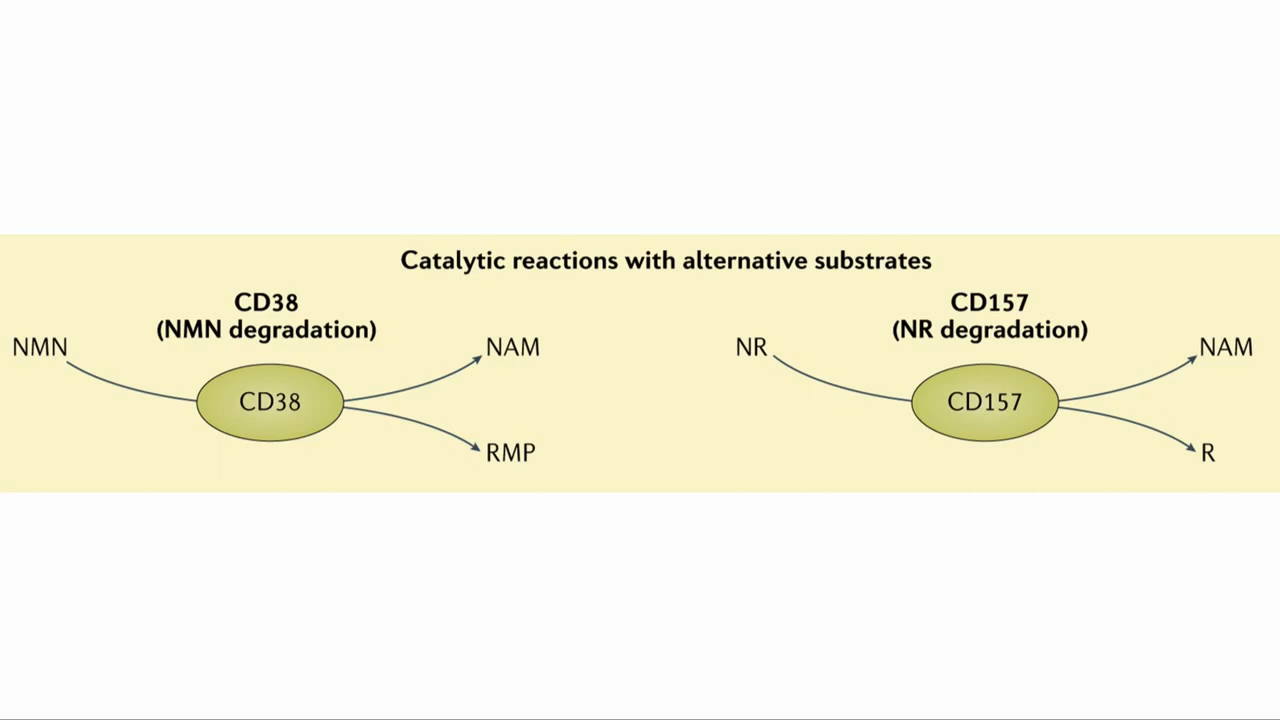 Catalytic reactions with alternative substrates
CD38
(NMN degradation)
NMN
NAM
CD38
RMP
CD157
(NR degradation)
NR
NAM
CD157
R